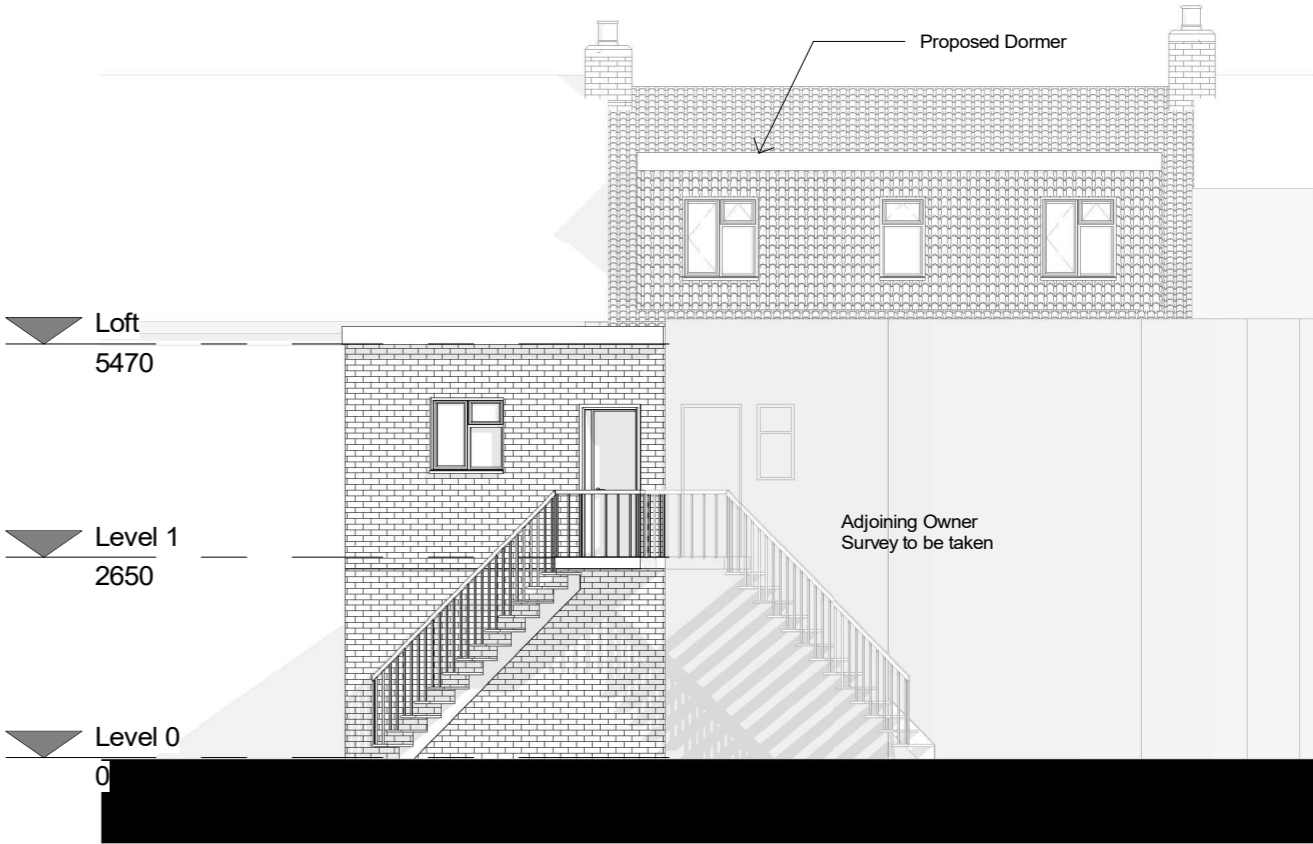 Proposed Dormer
Loft
5470
Level 1
2650
Adjoining Owner
Survey to be taken
Level 0
0